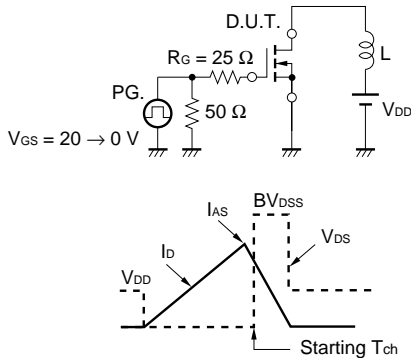 D.U.T.
RG = 25 Ω
L
PG.
50 Ω
VDD
VGS = 20 → 0 V
BVDSS
IAS
ID
VDS
VDD
Starting Tch